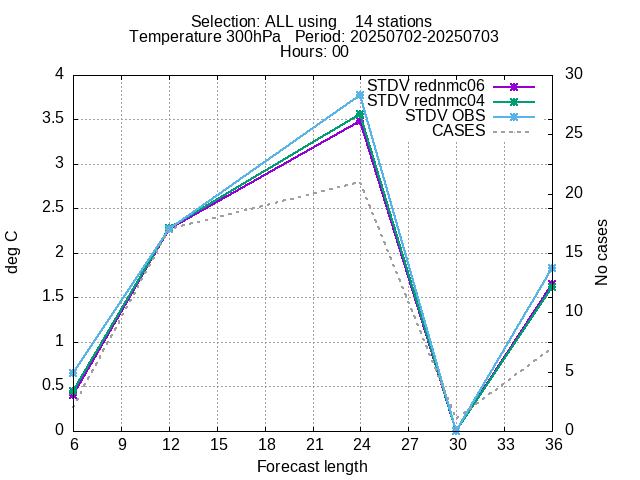 Selection: ALL using    14 stations
Temperature 300hPa   Period: 20250702-20250703
Hours: 00
STDV rednmc06
STDV rednmc04
STDV OBS
CASES
deg C
4
3.5
3
2.5
2
1.5
1
0.5
0
30
25
20
15
10
5
0
No cases
6 9 12 15 18 21 24 27 30 33 36
Forecast length